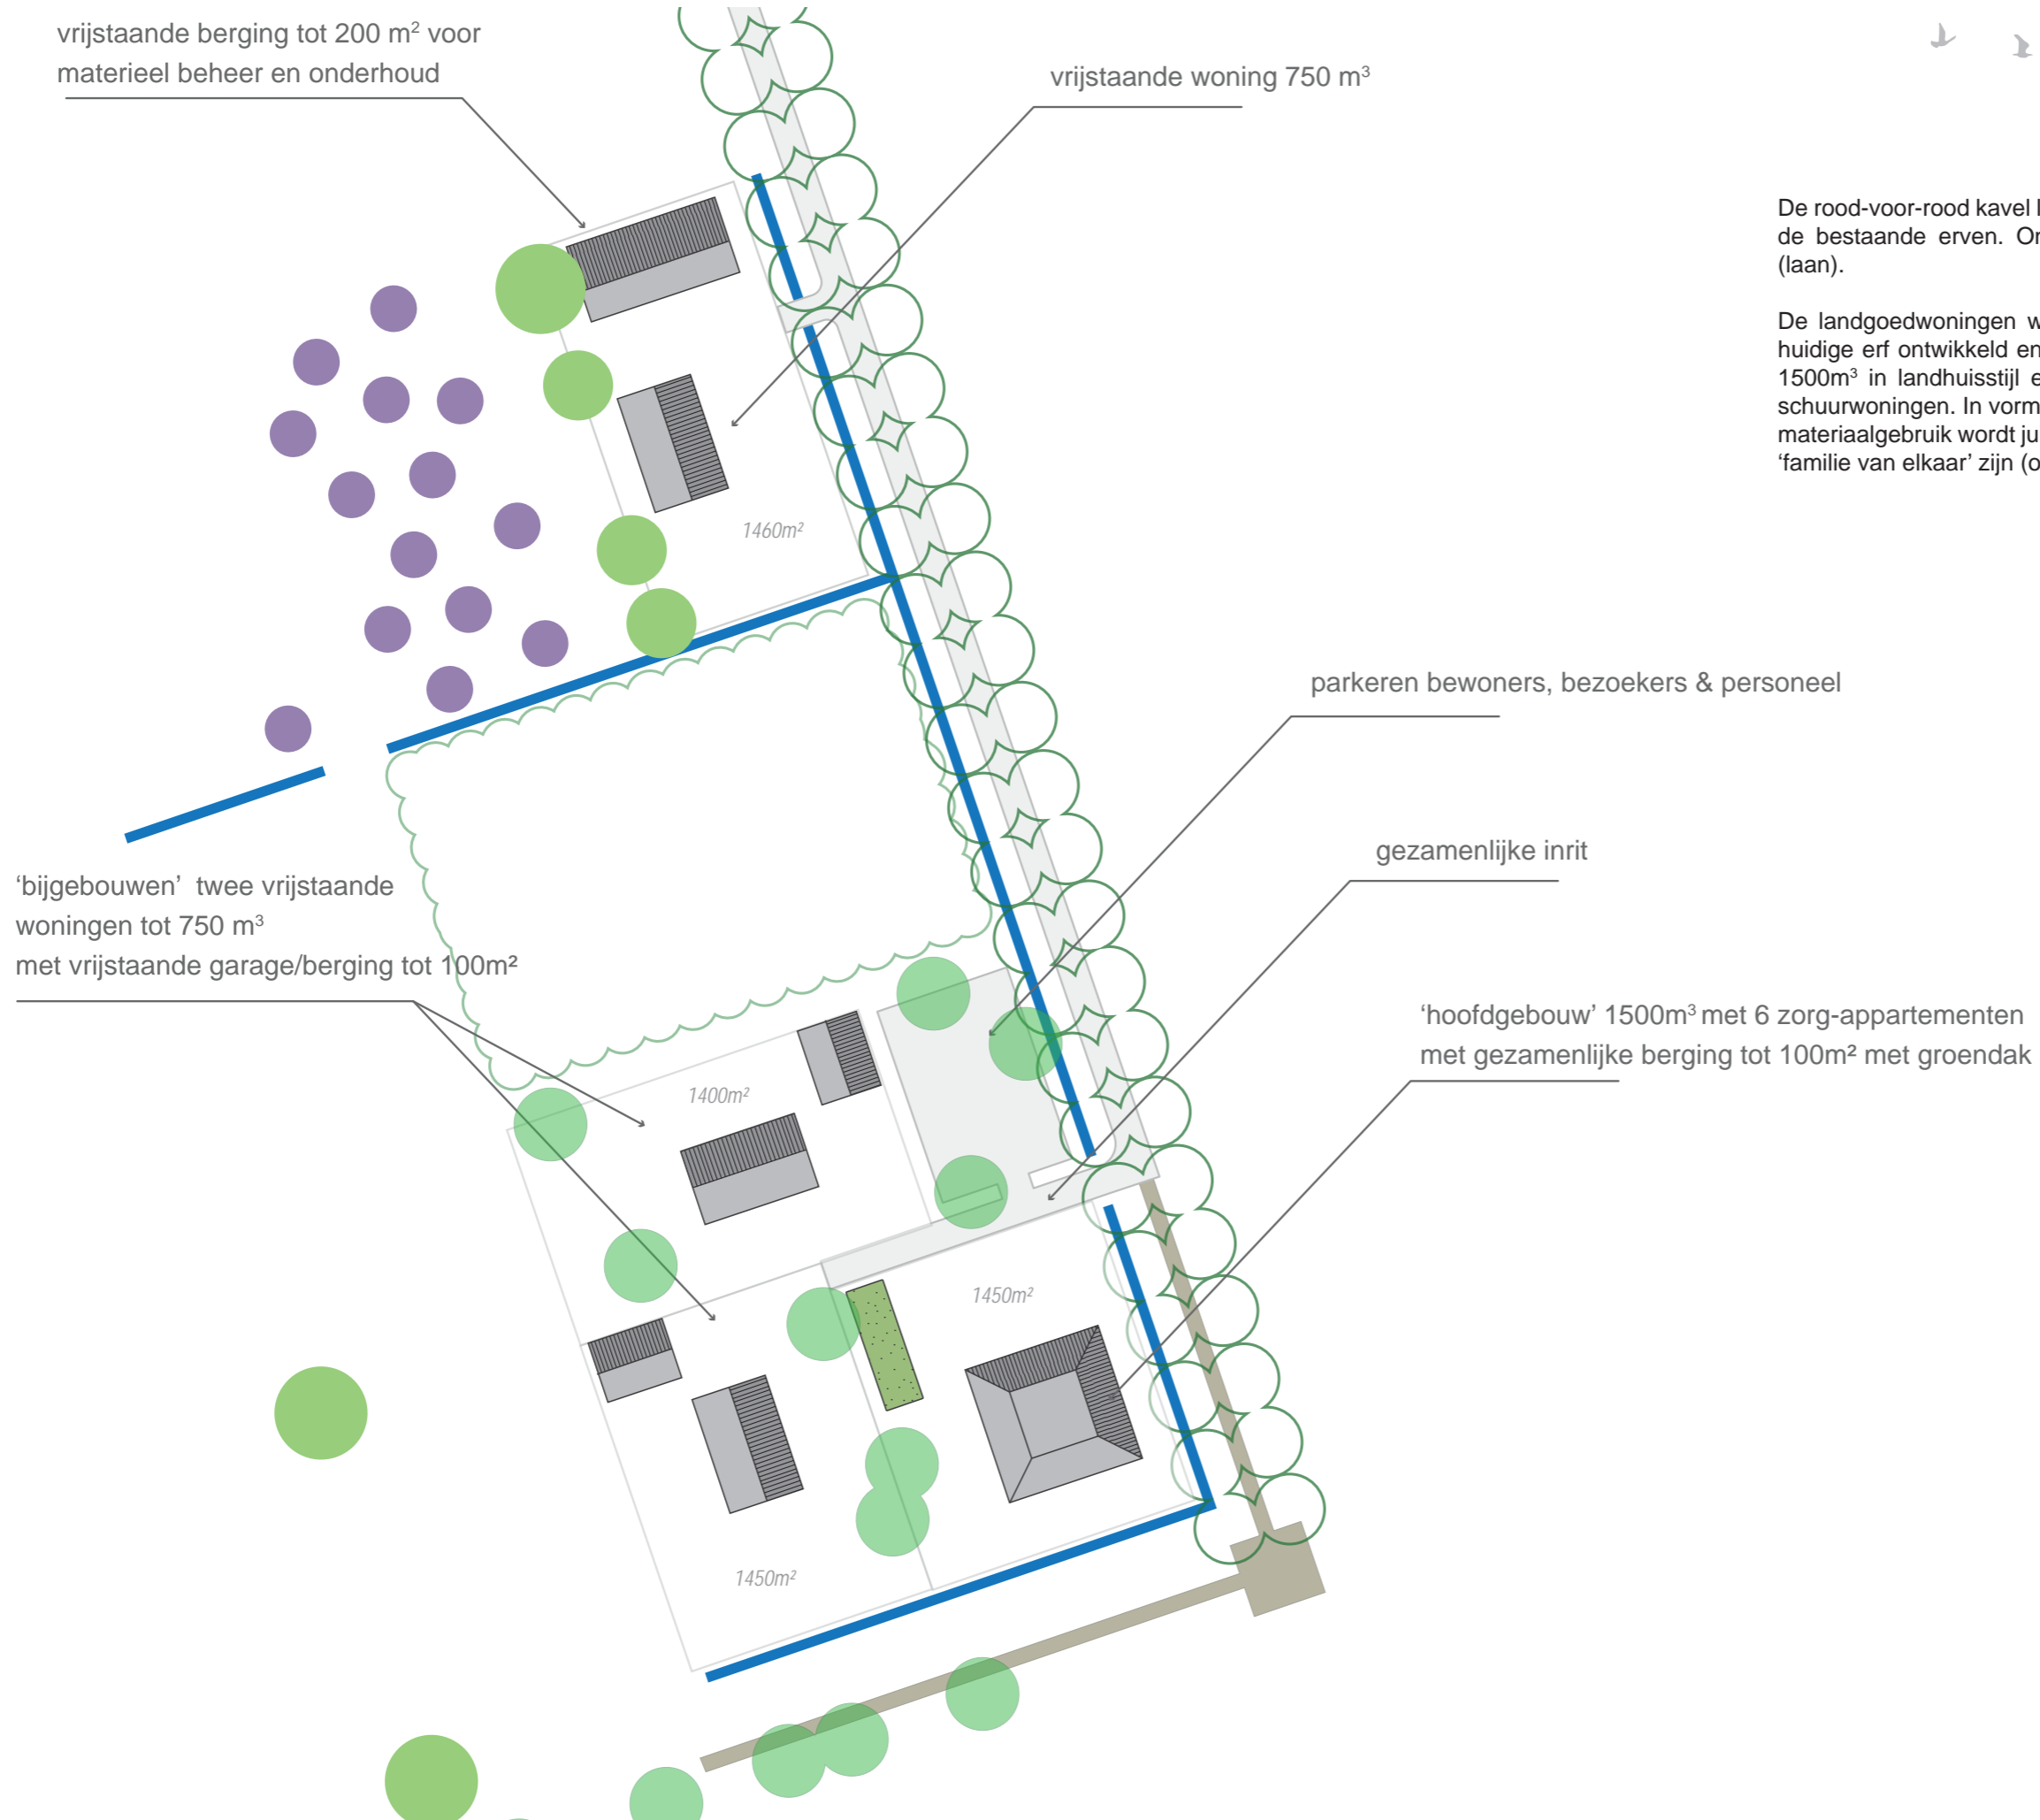 vrijstaande berging tot 200 m² voor
materieel beheer en onderhoud
vrijstaande woning 750 m³
De rood-voor-rood kavel
de bestaande erven.
(laan).
De landgoedwoningen
huidige erf ontwikkeld en
1500m³ in landhuisstijl
schuurwoningen. In vorm
materiaalgebruik wordt
'familie van elkaar' zijn
1460m²
parkeren bewoners, bezoekers & personeel
gezamenlijke inrit
‘bijgebouwen’ twee vrijstaande
woningen tot 750 m³
met vrijstaande garage/berging tot 100m²
‘hoofdgebouw’ 1500m³ met 6 zorg-appartementen
met gezamenlijke berging tot 100m² met groendak
1400m²
1450m²
1450m²